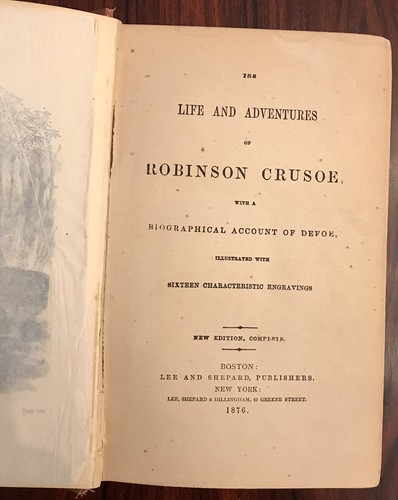 THE
LIFE AND ADVENTURES
OF
ROBINSON CRUSOE,
WITH A
BIOGRAPHICAL ACCOUNT OF DEFOE,
ILLUSTRATED WITH
SIXTEEN CHARACTERISTIC ENGRAVINGS
NEW EDITION, COMPLETE.
BOSTON:
LEE AND SHEPARD, PUBLISHERS.
NEW YORK:
LEE, SHEPARD & DILLINGHAM, GREENE STREET.
1876.